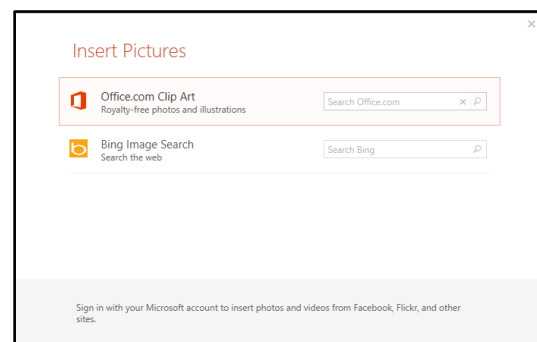 Insert Pictures
Office.com Clip Art
Royalty-free photos and illustrations
Search Office.com
Bing Image Search
Search the web
Search Bing
Sign in with your Microsoft account to insert photos and videos from Facebook, Flickr, and other
sites.